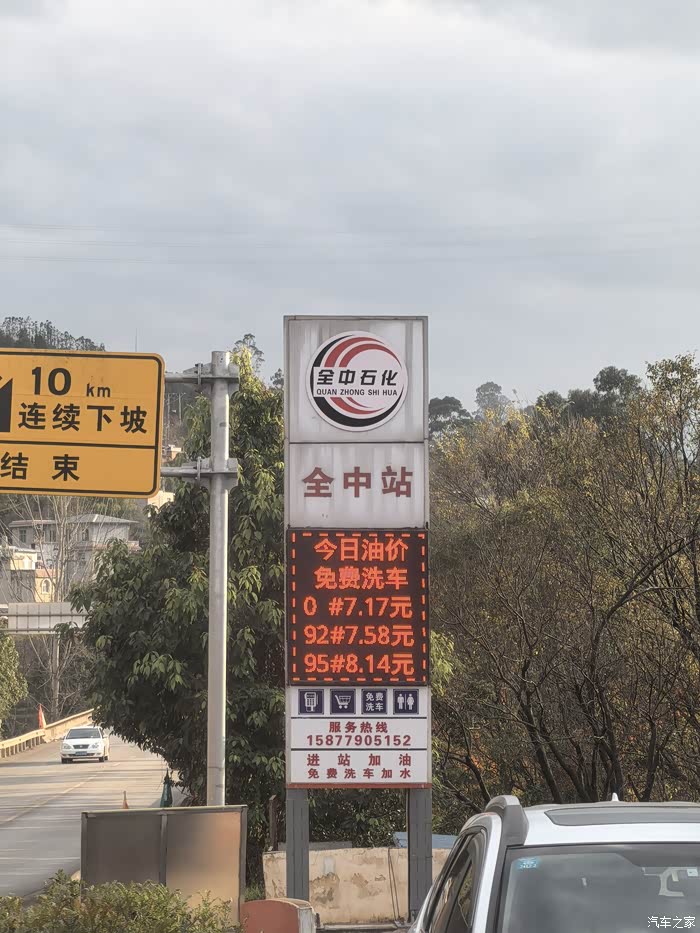 10 km
连续下坡
结束
全中石化
QUAN ZHONG SHI HUA
全中站
今日油价
免费洗车
0 #7.17元
92#7.58元
95#8.14元
免费
洗车
服务热线
15877905152
进站加油
免费洗车加水
汽车之家